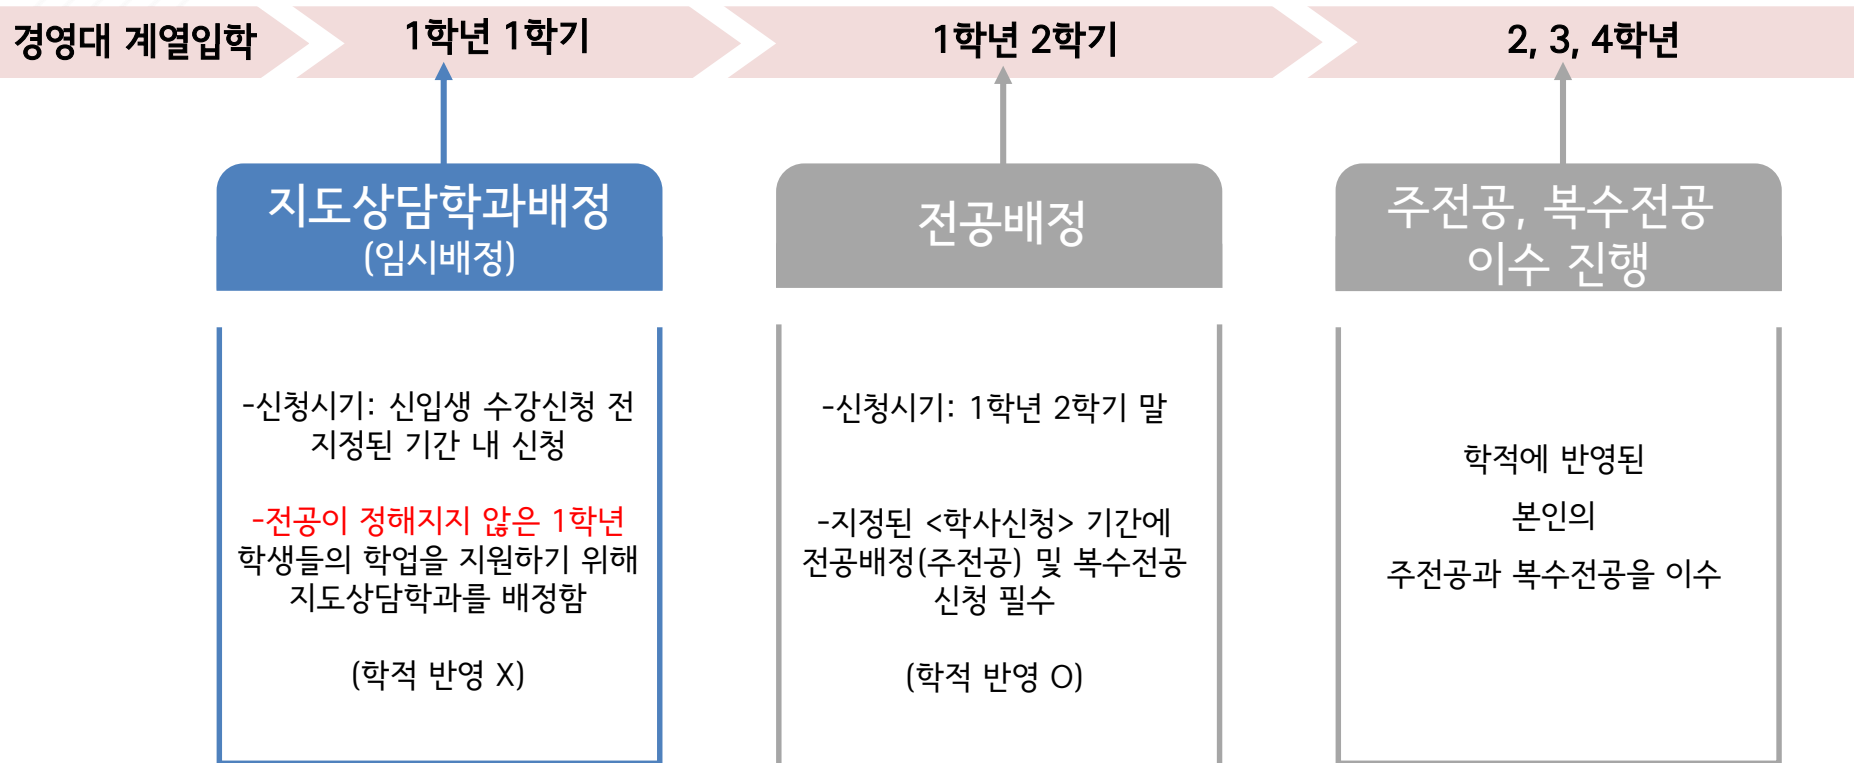 경영대 계열입학
1학년 1학기
1학년 2학기
2, 3, 4학년
지도상담학과배정
(임시배정)
-신청시기: 신입생 수강신청 전
지정된 기간 내 신청
-전공이 정해지지 않은 1학년
학생들의 학업을 지원하기 위해
지도상담학과를 배정함
(학적 반영 X)
전공배정
-신청시기: 1학년 2학기 말
-지정된 <학사신청> 기간에
전공배정(주전공) 및 복수전공
신청 필수
(학적 반영 O)
주전공, 복수전공
이수 진행
학적에 반영된
본인의
주전공과 복수전공을 이수